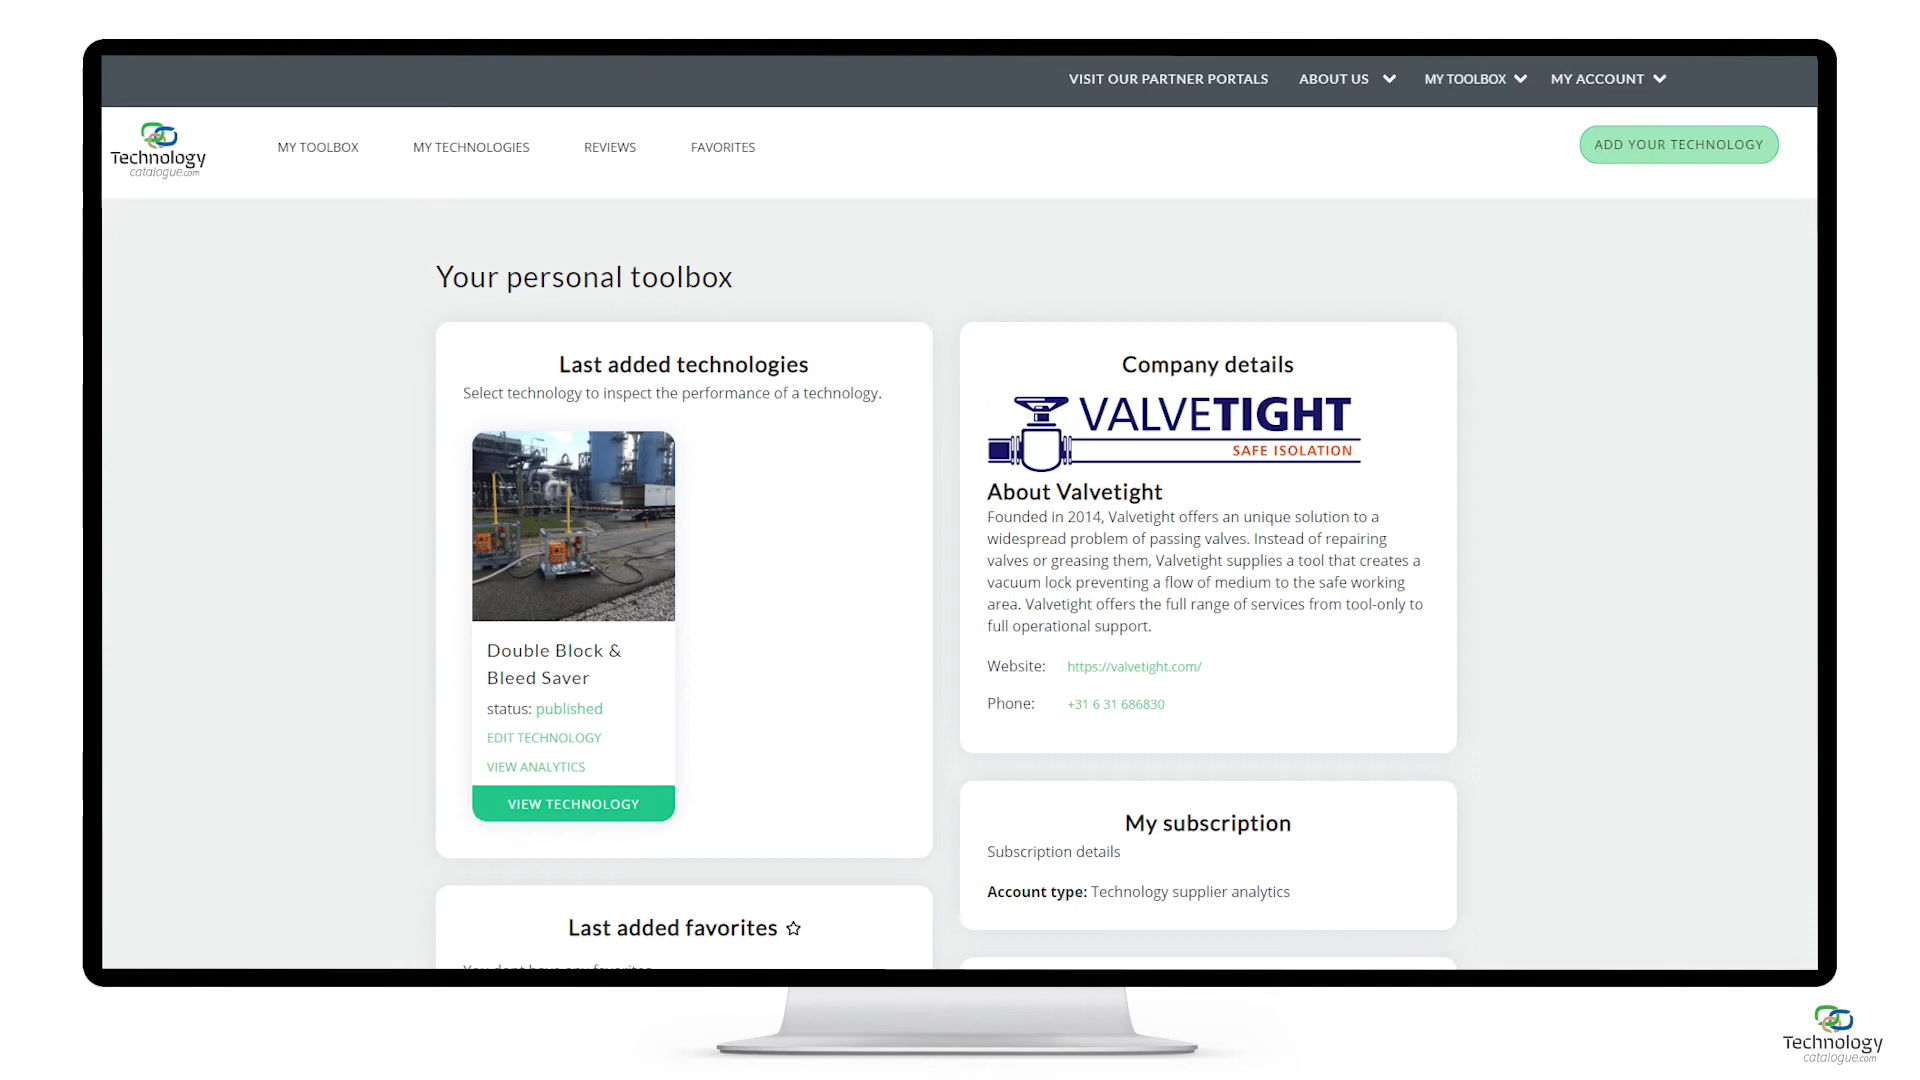 VISIT OUR PARTNER PORTALS ABOUT US MY TOOLBOX MY ACCOUNT
Technology
catalogue.com
MY TOOLBOX MY TECHNOLOGIES REVIEWS FAVORITES
ADD YOUR TECHNOLOGY
Your personal toolbox
Last added technologies
Select technology to inspect the performance of a technology.
Double Block &
Bleed Saver
status: published
EDIT TECHNOLOGY
VIEW ANALYTICS
VIEW TECHNOLOGY
Last added favorites
You dont have any favorites
Company details
VALVETIGHT
SAFE ISOLATION
About Valvetight
Founded in 2014, Valvetight offers an unique solution to a
widespread problem of passing valves. Instead of repairing
valves or greasing them, Valvetight supplies a tool that creates a
vacuum lock preventing a flow of medium to the safe working
area. Valvetight offers the full range of services from tool-only to
full operational support.
Website: https://valvetight.com/
Phone: +31 6 31 686830
My subscription
Subscription details
Account type: Technology supplier analytics
Technology
catalogue.com